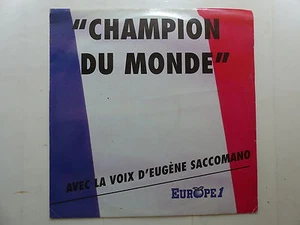 "CHAMPION
DU MONDE"
AVEC LA VOIX D'EUGÈNE SACCOMANO
EUROPE 1